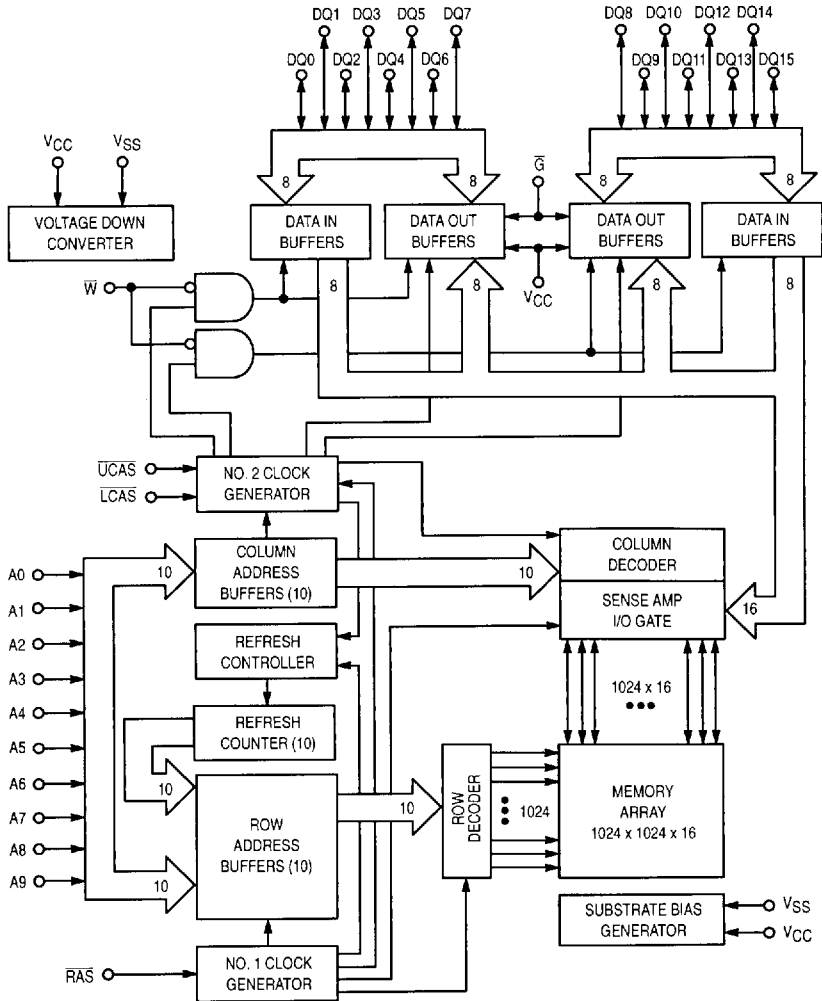 DQ1 DQ3 DQ5 DQ7 DQ8 DQ10 DQ12 DQ14
DQ0 DQ2 DQ4 DQ6 DQ9 DQ11 DQ13 DQ15
VCC VSS
8 8 G̅ 8 8
VOLTAGE DOWN
CONVERTER
DATA IN
BUFFERS
DATA OUT
BUFFERS
DATA OUT
BUFFERS
DATA IN
BUFFERS
W̅
8 8 VCC 8 8
U̅C̅A̅S̅
L̅C̅A̅S̅
NO. 2 CLOCK
GENERATOR
A0
A1
A2
A3
A4
A5
A6
A7
A8
A9
10
COLUMN
ADDRESS
BUFFERS (10)
10
COLUMN
DECODER
SENSE AMP
I/O GATE
16
REFRESH
CONTROLLER
REFRESH
COUNTER (10)
1024 x 16
10
ROW
ADDRESS
BUFFERS (10)
10
10
ROW
DECODER
1024
MEMORY
ARRAY
1024 x 1024 x 16
SUBSTRATE BIAS
GENERATOR
VSS
VCC
R̅A̅S̅
NO. 1 CLOCK
GENERATOR